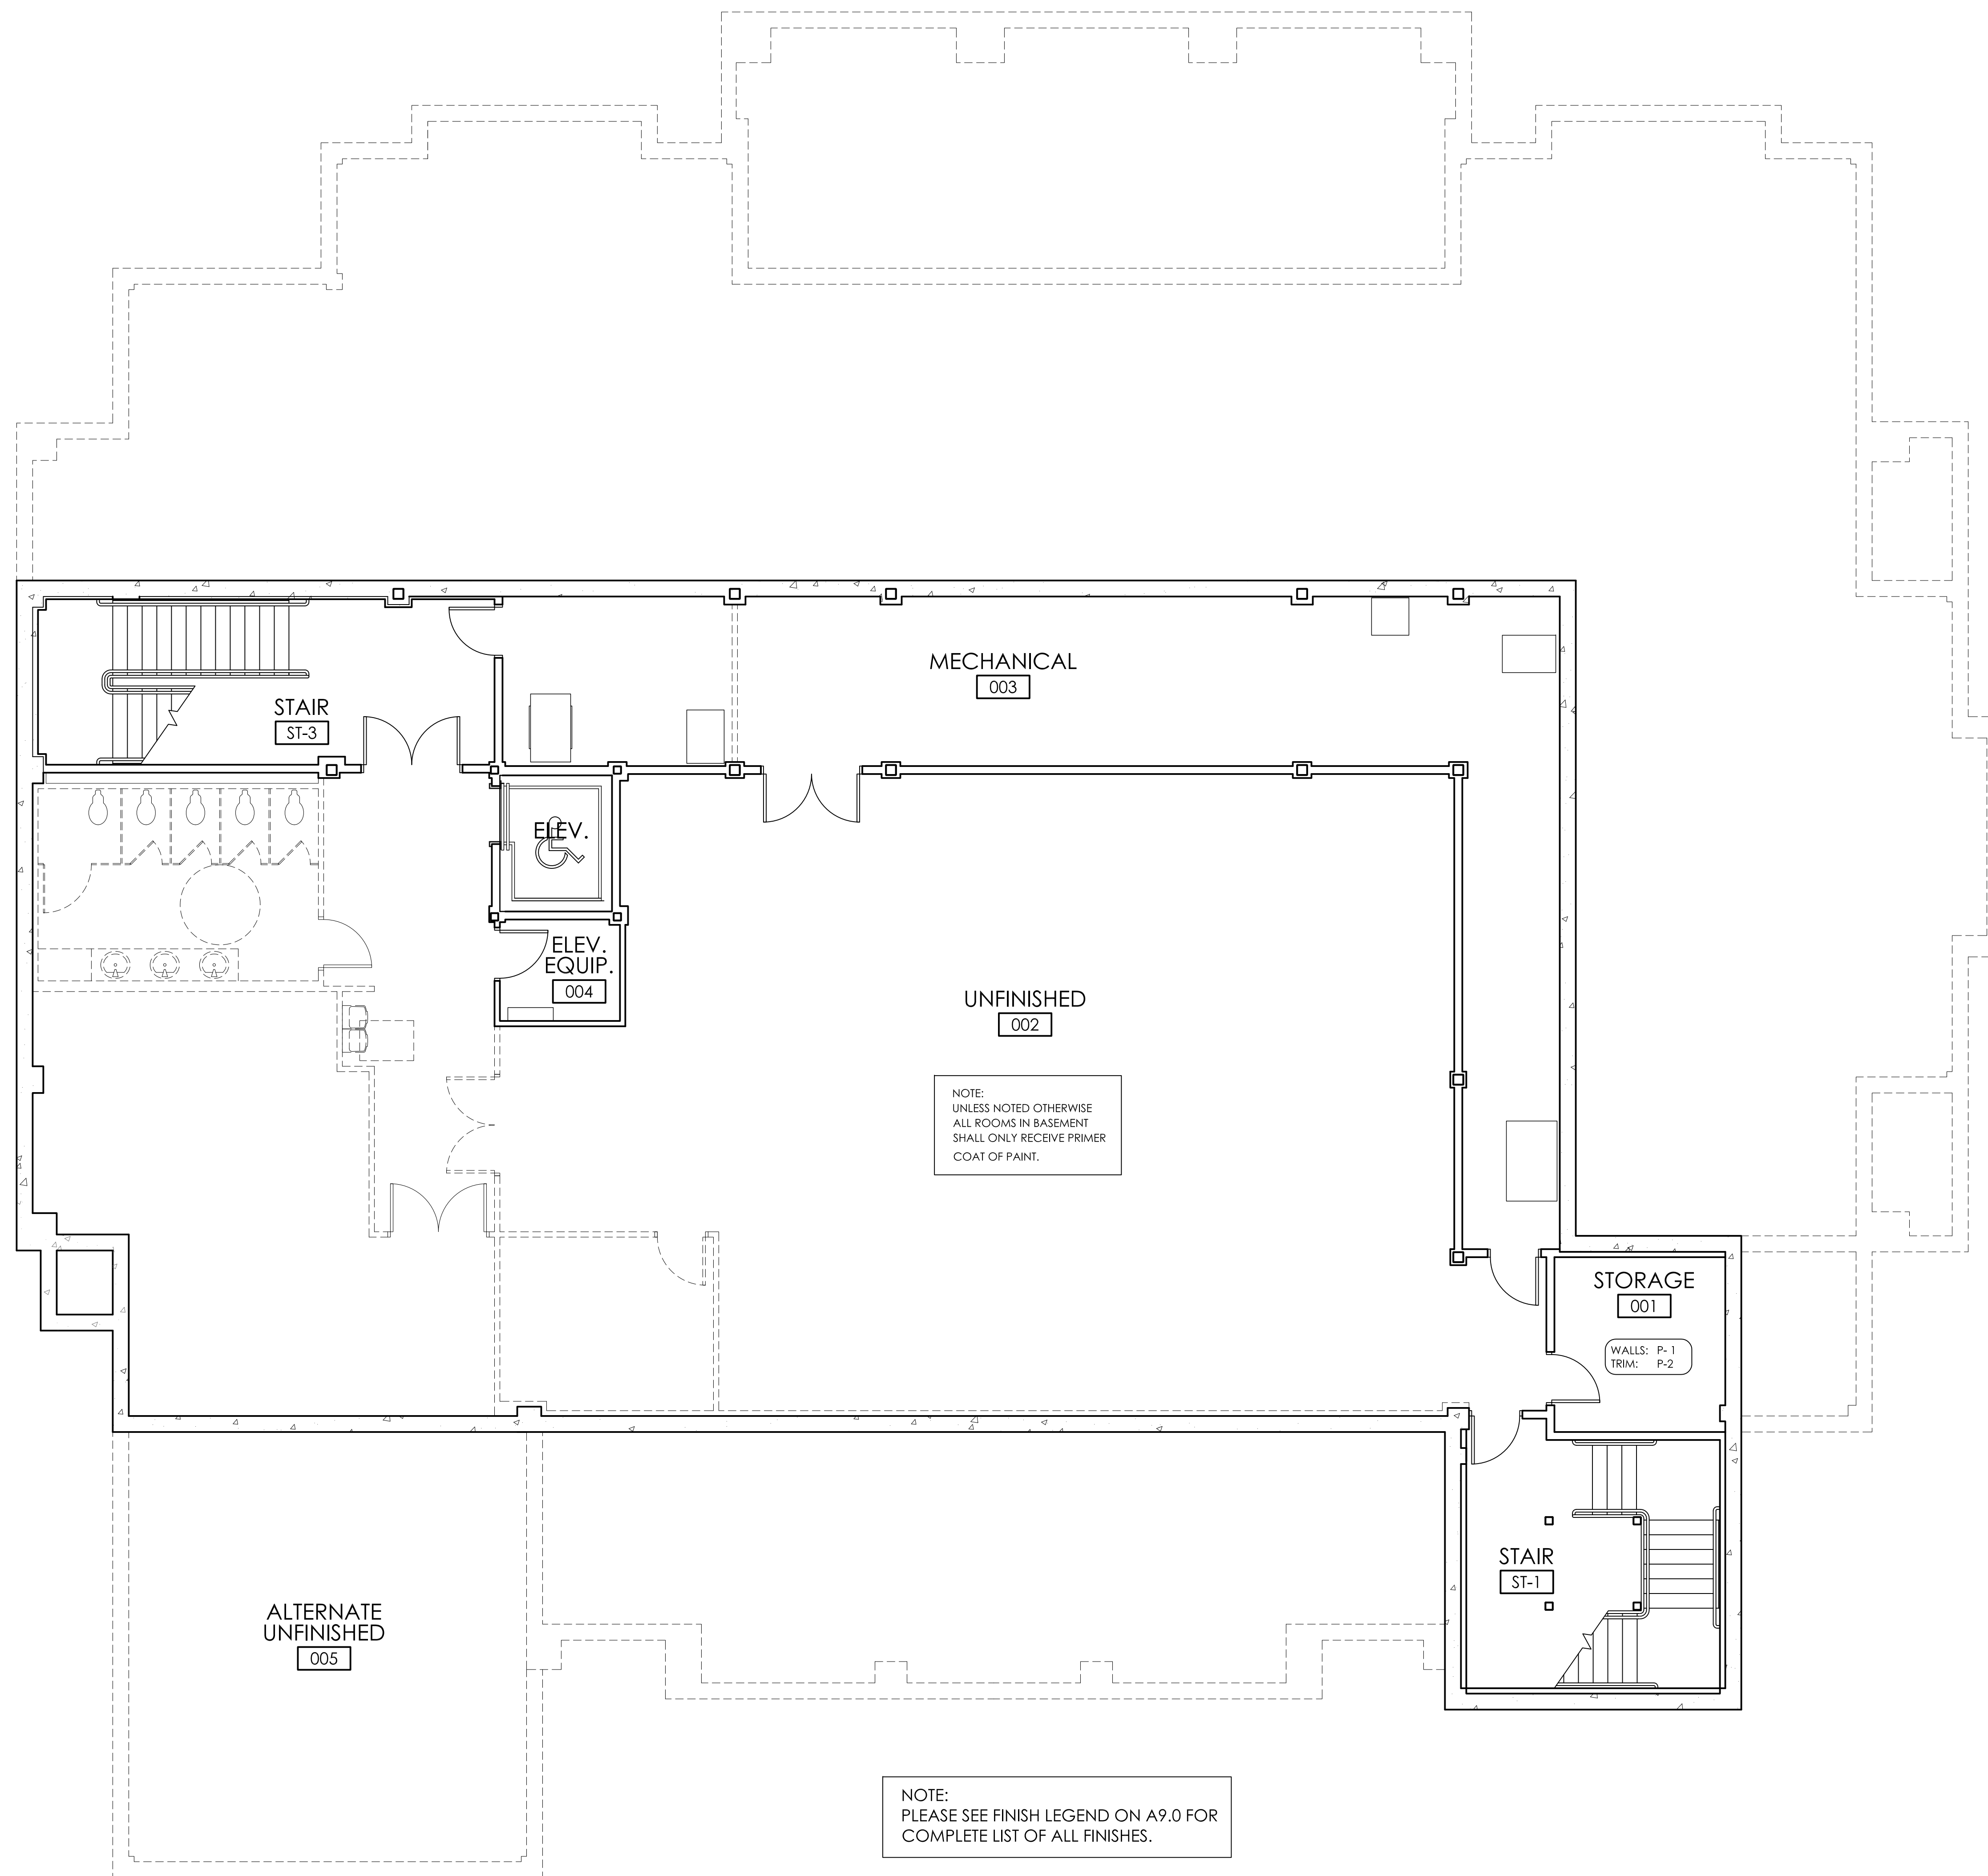 MECHANICAL
003
STAIR
ST-3
ELEV.
ELEV.
EQUIP.
004
UNFINISHED
002
NOTE:
UNLESS NOTED OTHERWISE
ALL ROOMS IN BASEMENT
SHALL ONLY RECEIVE PRIMER
COAT OF PAINT.
STORAGE
001
WALLS: P- 1
TRIM: P-2
STAIR
ST-1
ALTERNATE
UNFINISHED
005
NOTE:
PLEASE SEE FINISH LEGEND ON A9.0 FOR
COMPLETE LIST OF ALL FINISHES.